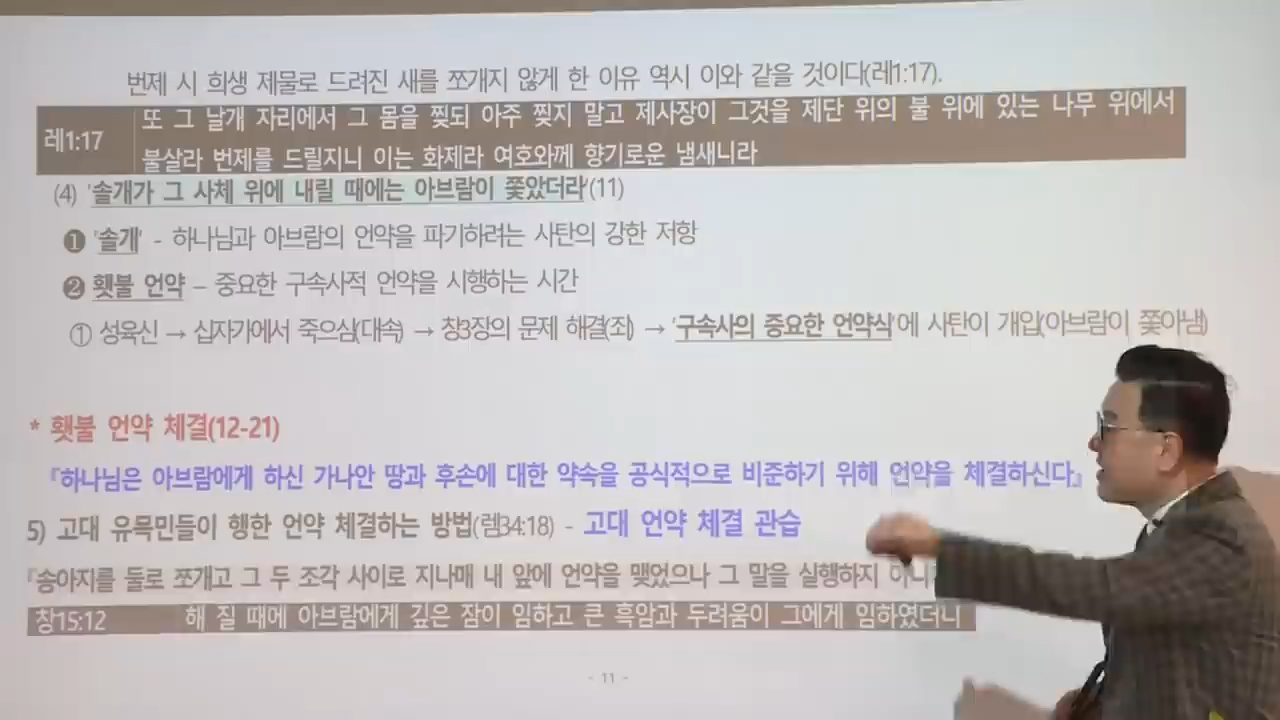 번제 시 희생 제물로 드려진 새를 쪼개지 않게 한 이유 역시 이와 같을 것이다(레1:17).
레1:17 또 그 날개 자리에서 그 몸을 찢되 아주 찢지 말고 제사장이 그것을 제단 위의 불 위에 있는 나무 위에서
불살라 번제를 드릴지니 이는 화제라 여호와께 향기로운 냄새니라
(4) '솔개가 그 사체 위에 내릴 때에는 아브람이 쫓았더라'(11)
❶ '솔개' - 하나님과 아브람의 언약을 파기하려는 사탄의 강한 저항
❷ 횃불 언약 – 중요한 구속사적 언약을 시행하는 시간
① 성육신 → 십자가에서 죽으심(대속) → 창3장의 문제 해결(죄) → '구속사의 중요한 언약식'에 사탄이 개입(아브람이 쫓아냄)
* 횃불 언약 체결(12-21)
『하나님은 아브람에게 하신 가나안 땅과 후손에 대한 약속을 공식적으로 비준하기 위해 언약을 체결하신다』
5) 고대 유목민들이 행한 언약 체결하는 방법(렘34:18) - 고대 언약 체결 관습
『송아지를 둘로 쪼개고 그 두 조각 사이로 지나매 내 앞에 언약을 맺었으나 그 말을 실행하지
창15:12 해 질 때에 아브람에게 깊은 잠이 임하고 큰 흑암과 두려움이 그에게 임하였더니
- 11 -